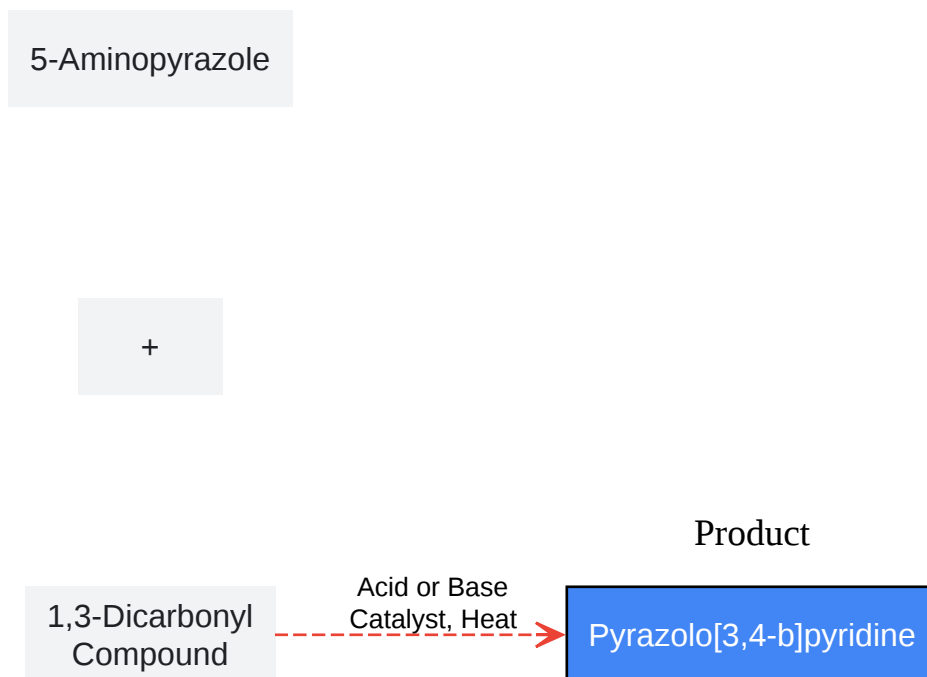 5-Aminopyrazole
+
Product
1,3-Dicarbonyl
Compound
Acid or Base
Catalyst, Heat
Pyrazolo[3,4-b]pyridine